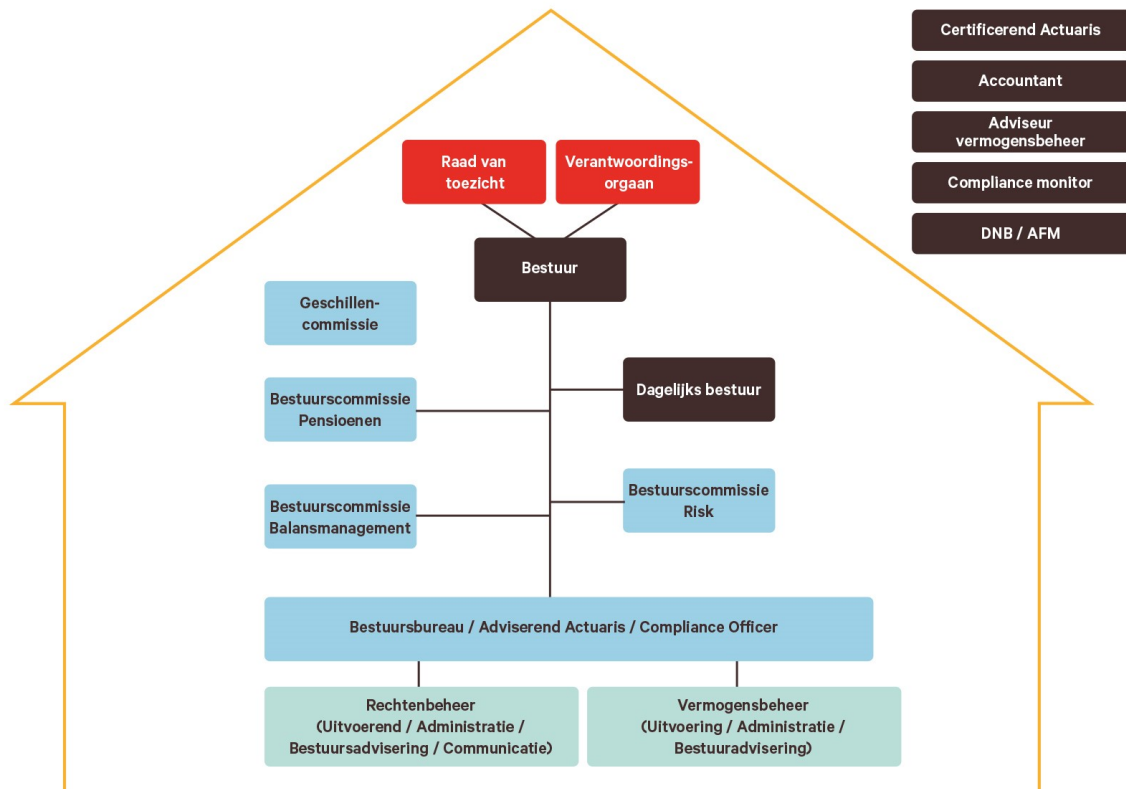 Certificerend Actuaris
Accountant
Adviseur
vermogensbeheer
Compliance monitor
DNB / AFM
Raad van
toezicht
Verantwoordings-
orgaan
Bestuur
Geschillen-
commissie
Dagelijks bestuur
Bestuurscommissie
Pensioenen
Bestuurscommissie
Risk
Bestuurscommissie
Balansmanagement
Bestuursbureau / Adviserend Actuaris / Compliance Officer
Rechtenbeheer
(Uitvoerend / Administratie /
Bestuursadvisering / Communicatie)
Vermogensbeheer
(Uitvoering / Administratie /
Bestuuradvisering)